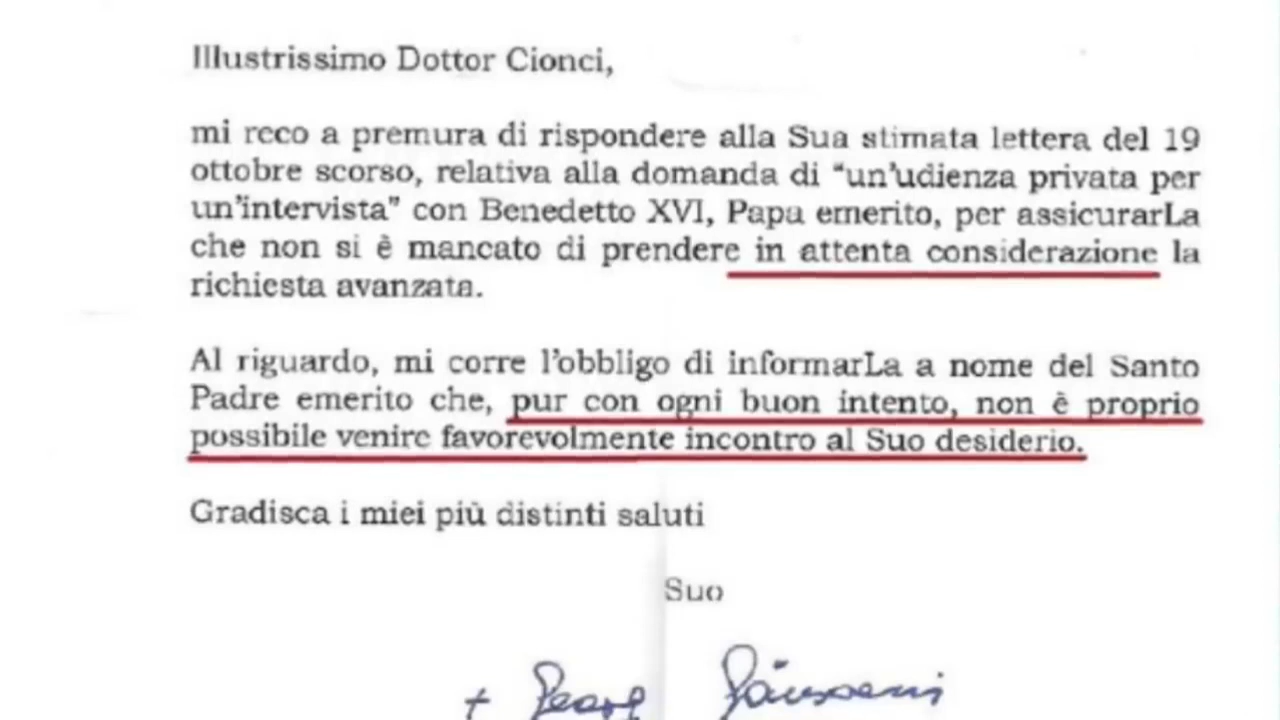 Illustrissimo Dottor Cionci,
mi reco a premura di rispondere alla Sua stimata lettera del 19
ottobre scorso, relativa alla domanda di "un'udienza privata per
un'intervista" con Benedetto XVI, Papa emerito, per assicurarLa
che non si è mancato di prendere in attenta considerazione la
richiesta avanzata.
Al riguardo, mi corre l'obbligo di informarLa a nome del Santo
Padre emerito che, pur con ogni buon intento, non è proprio
possibile venire favorevolmente incontro al Suo desiderio.
Gradisca i miei più distinti saluti
Suo